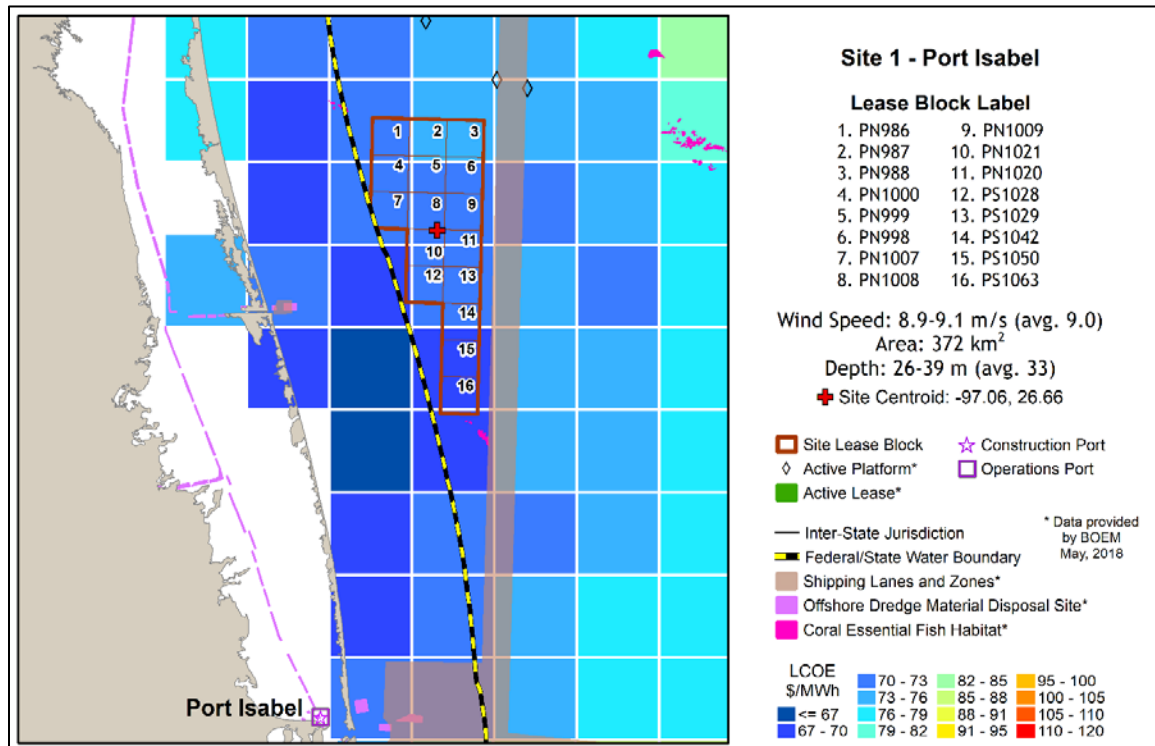 1
2
3
4
5
6
7
8
9
11
10
12
13
14
15
16
Port Isabel
Site 1 - Port Isabel
Lease Block Label
1. PN986 9. PN1009
2. PN987 10. PN1021
3. PN988 11. PN1020
4. PN1000 12. PS1028
5. PN999 13. PS1029
6. PN998 14. PS1042
7. PN1007 15. PS1050
8. PN1008 16. PS1063
Wind Speed: 8.9-9.1 m/s (avg. 9.0)
Area: 372 km²
Depth: 26-39 m (avg. 33)
Site Centroid: -97.06, 26.66
Site Lease Block Construction Port
Active Platform* Operations Port
Active Lease*
Inter-State Jurisdiction
Federal/State Water Boundary
Shipping Lanes and Zones*
Offshore Dredge Material Disposal Site*
Coral Essential Fish Habitat*
* Data provided
by BOEM
May, 2018
LCOE
$/MWh
<= 67
67 - 70
70 - 73 82 - 85 95 - 100
73 - 76 85 - 88 100 - 105
76 - 79 88 - 91 105 - 110
79 - 82 91 - 95 110 - 120